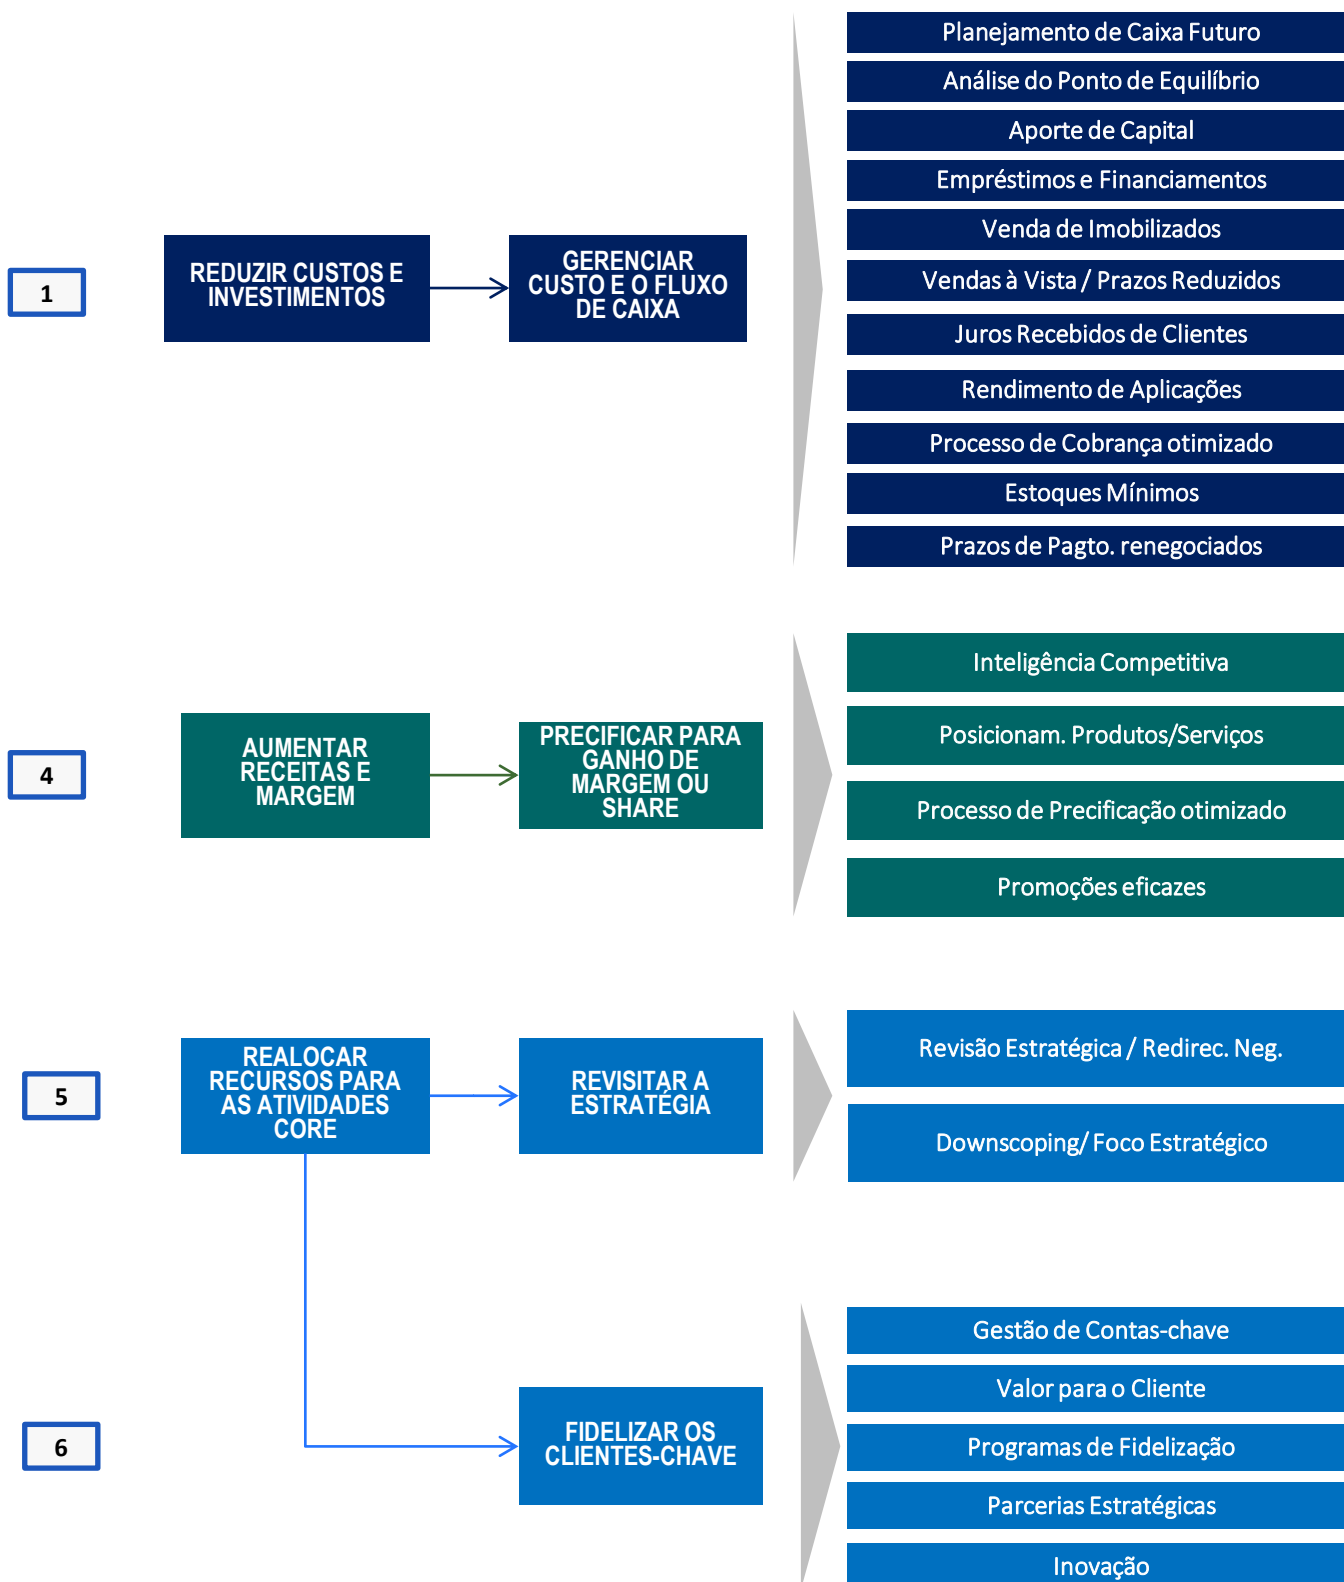 1
REDUZIR CUSTOS E
INVESTIMENTOS
GERENCIAR
CUSTO E O FLUXO
DE CAIXA
Planejamento de Caixa Futuro
Análise do Ponto de Equilíbrio
Aporte de Capital
Empréstimos e Financiamentos
Venda de Imobilizados
Vendas à Vista / Prazos Reduzidos
Juros Recebidos de Clientes
Rendimento de Aplicações
Processo de Cobrança otimizado
Estoques Mínimos
Prazos de Pagto. renegociados
4
AUMENTAR
RECEITAS E
MARGEM
PRECIFICAR PARA
GANHO DE
MARGEM OU
SHARE
Inteligência Competitiva
Posicionam. Produtos/Serviços
Processo de Precificação otimizado
Promoções eficazes
5
REALOCAR
RECURSOS PARA
AS ATIVIDADES
CORE
REVISITAR A
ESTRATÉGIA
Revisão Estratégica / Redirec. Neg.
Downscoping/ Foco Estratégico
6
FIDELIZAR OS
CLIENTES-CHAVE
Gestão de Contas-chave
Valor para o Cliente
Programas de Fidelização
Parcerias Estratégicas
Inovação